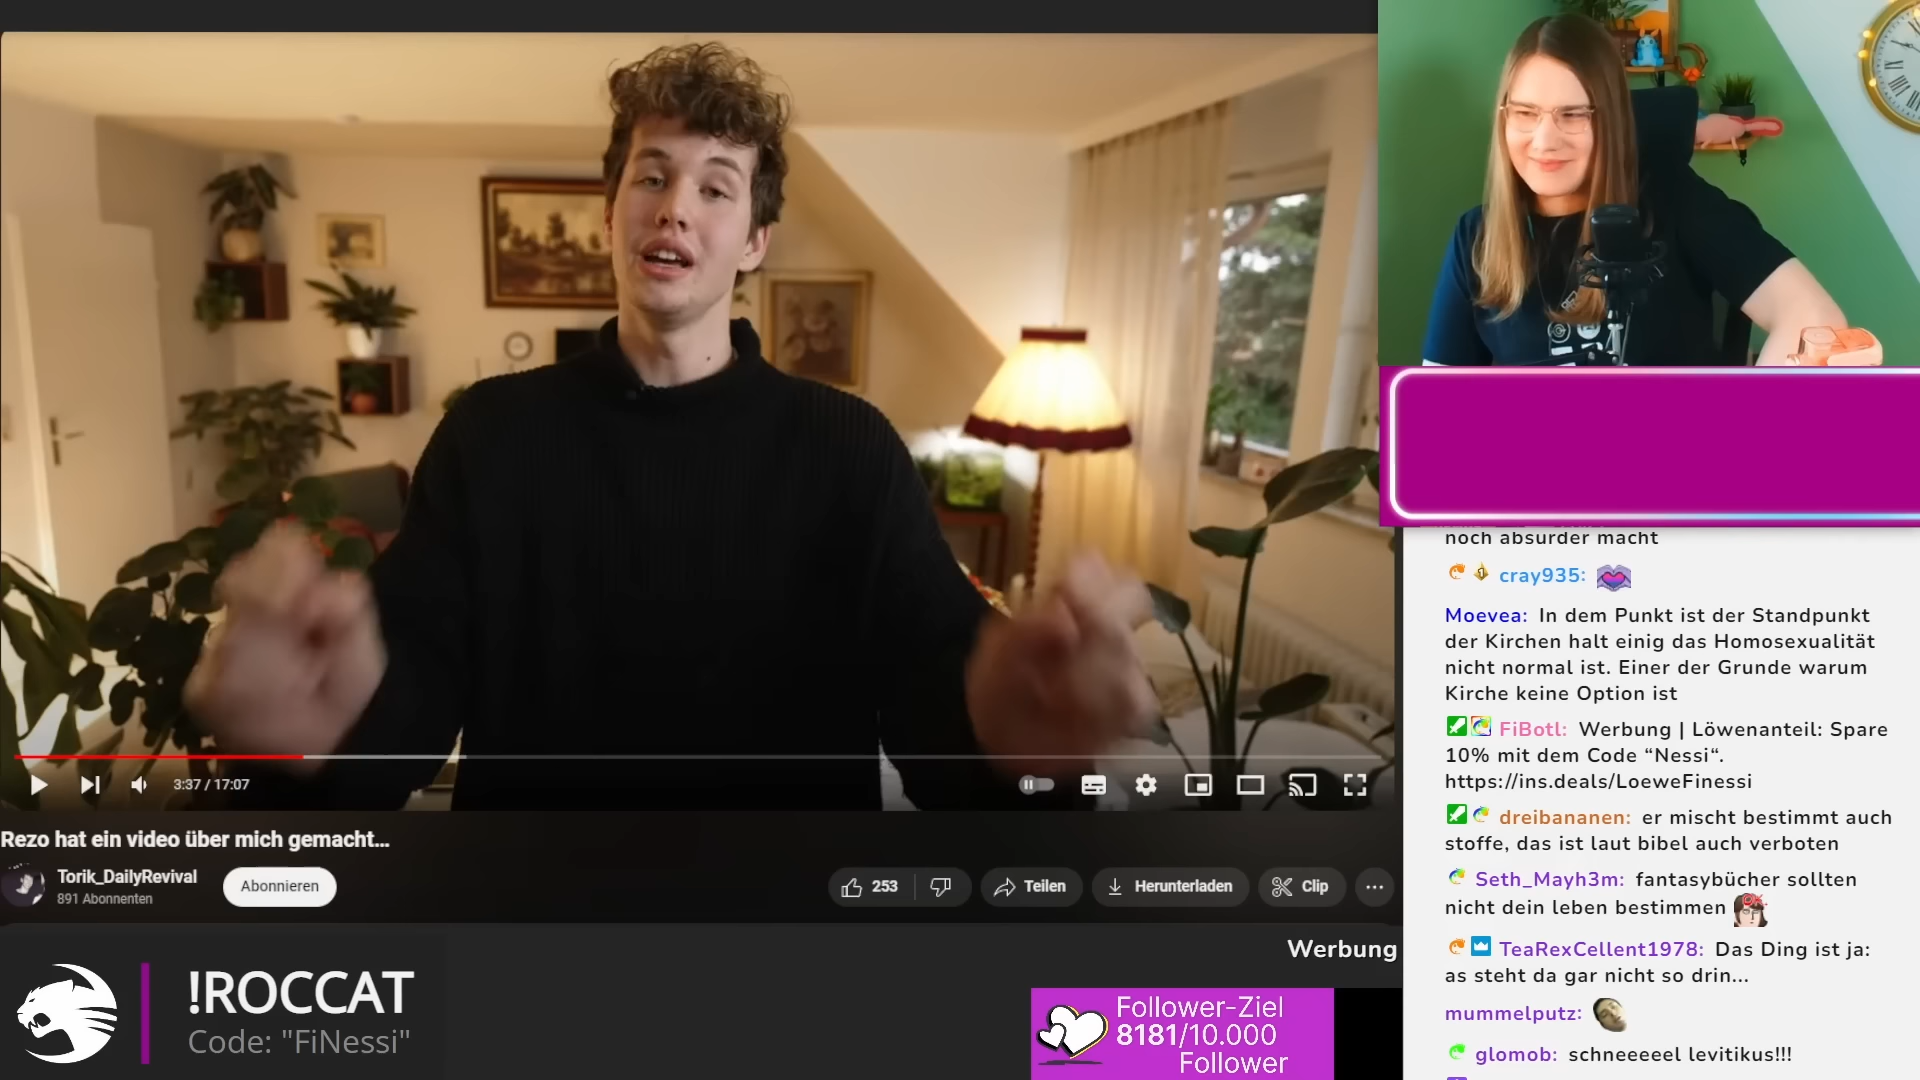 3:37 / 17:07
Rezo hat ein video über mich gemacht...
Torik_DailyRevival
891 Abonnenten
Abonnieren
253
Teilen
Herunterladen
Clip
Werbung
!ROCCAT
Code: "FiNessi"
Follower-Ziel
8181/10.000
Follower
noch absurder macht
cray935:
Moevea: In dem Punkt ist der Standpunkt
der Kirchen halt einig das Homosexualität
nicht normal ist. Einer der Grunde warum
Kirche keine Option ist
FiBotl: Werbung | Löwenanteil: Spare
10% mit dem Code “Nessi“.
https://ins.deals/LoeweFinessi
dreibananen: er mischt bestimmt auch
stoffe, das ist laut bibel auch verboten
Seth_Mayh3m: fantasybücher sollten
nicht dein leben bestimmen
TeaRexCellent1978: Das Ding ist ja:
as steht da gar nicht so drin...
mummelputz:
glomob: schneeeeel levitikus!!!